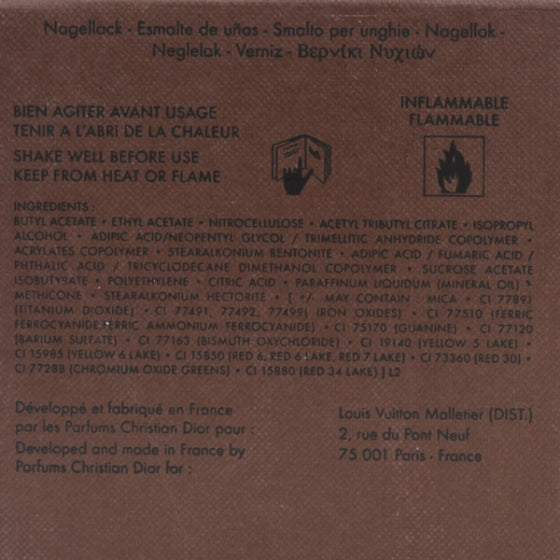 Nagellack - Esmalte de uñas - Smalto per unghie - Nagellak -
Neglelak - Verniz - Βερνίκι Νυχιών
BIEN AGITER AVANT USAGE
TENIR A L'ABRI DE LA CHALEUR
SHAKE WELL BEFORE USE
KEEP FROM HEAT OR FLAME
INFLAMMABLE
FLAMMABLE
INGREDIENTS :
BUTYL ACETATE • ETHYL ACETATE • NITROCELLULOSE • ACETYL TRIBUTYL CITRATE • ISOPROPYL
ALCOHOL • ADIPIC ACID/NEOPENTYL GLYCOL / TRIMELLITIC ANHYDRIDE COPOLYMER •
ACRYLATES COPOLYMER • STEARALKONIUM BENTONITE • ADIPIC ACID / FUMARIC ACID /
PHTHALIC ACID / TRICYCLODECANE DIMETHANOL COPOLYMER • SUCROSE ACETATE
ISOBUTYRATE • POLYETHYLENE • CITRIC ACID • PARAFFINUM LIQUIDUM (MINERAL OIL) •
METHICONE • STEARALKONIUM HECTORITE • [ +/- MAY CONTAIN : MICA • CI 77891
(TITANIUM DIOXIDE) • CI 77491, 77492, 77499( IRON OXIDES) • CI 77510 (FERRIC
FERROCYANIDE,FERRIC AMMONIUM FERROCYANIDE) • CI 75170 (GUANINE) • CI 77120
(BARIUM SULFATE) • CI 77163 (BISMUTH OXYCHLORIDE) • CI 19140 (YELLOW 5 LAKE) •
CI 15985 (YELLOW 6 LAKE) • CI 15850 (RED 6, RED 6 LAKE, RED 7 LAKE) • CI 73360 (RED 30) •
CI 77288 (CHROMIUM OXIDE GREENS) • CI 15880 (RED 34 LAKE) ] L2
Développé et fabriqué en France
par les Parfums Christian Dior pour :
Developed and made in France by
Parfums Christian Dior for :
Louis Vuitton Malletier (DIST.)
2, rue du Pont Neuf
75 001 Paris - France